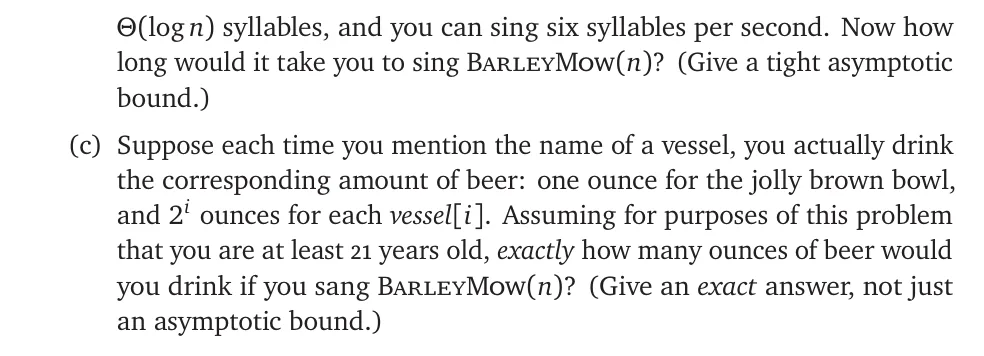 Θ(log n) syllables, and you can sing six syllables per second. Now how
long would it take you to sing BARLEYMOW(n)? (Give a tight asymptotic
bound.)
(c) Suppose each time you mention the name of a vessel, you actually drink
the corresponding amount of beer: one ounce for the jolly brown bowl,
and 2^i ounces for each vessel[i]. Assuming for purposes of this problem
that you are at least 21 years old, exactly how many ounces of beer would
you drink if you sang BARLEYMOW(n)? (Give an exact answer, not just
an asymptotic bound.)